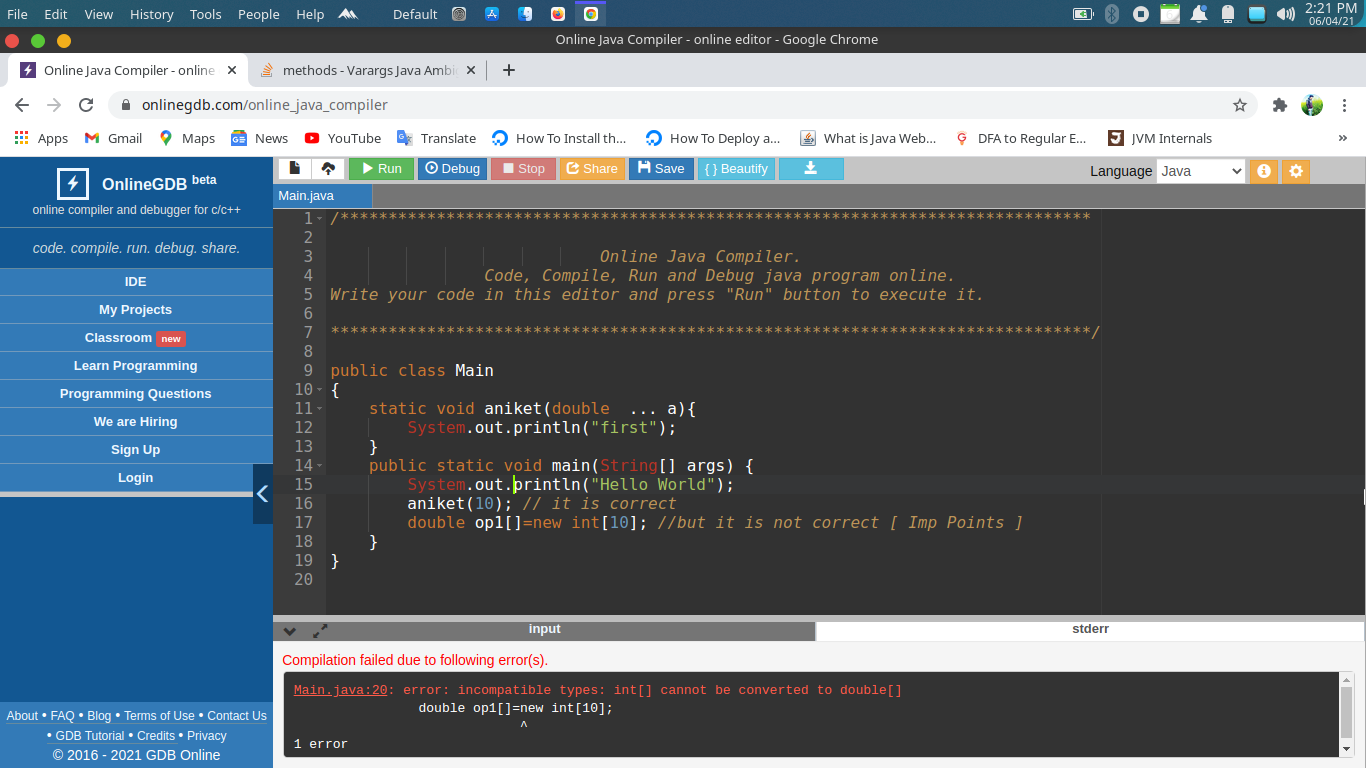 File Edit View History Tools People Help Default 2:21 PM
06/04/21
Online Java Compiler - online editor - Google Chrome
Online Java Compiler - online methods - Varargs Java Ambi
onlinegdb.com/online_java_compiler
Apps Gmail Maps News YouTube Translate How To Install th... How To Deploy a... What is Java Web... DFA to Regular E... JVM Internals »
OnlineGDB beta
online compiler and debugger for c/c++
code. compile. run. debug. share.
IDE
My Projects
Classroom new
Learn Programming
Programming Questions
We are Hiring
Sign Up
Login
About • FAQ • Blog • Terms of Use • Contact Us
• GDB Tutorial • Credits • Privacy
© 2016 - 2021 GDB Online
Run Debug Stop Share Save { } Beautify Language Java
Main.java
1 /******************************************************************************
2
3 Online Java Compiler.
4 Code, Compile, Run and Debug java program online.
5 Write your code in this editor and press "Run" button to execute it.
6
7 *******************************************************************************/
8
9 public class Main
10 {
11 static void aniket(double ... a){
12 System.out.println("first");
13 }
14 public static void main(String[] args) {
15 System.out.println("Hello World");
16 aniket(10); // it is correct
17 double op1[]=new int[10]; //but it is not correct [ Imp Points ]
18 }
19 }
20
input stderr
Compilation failed due to following error(s).
Main.java:20: error: incompatible types: int[] cannot be converted to double[]
double op1[]=new int[10];
^
1 error